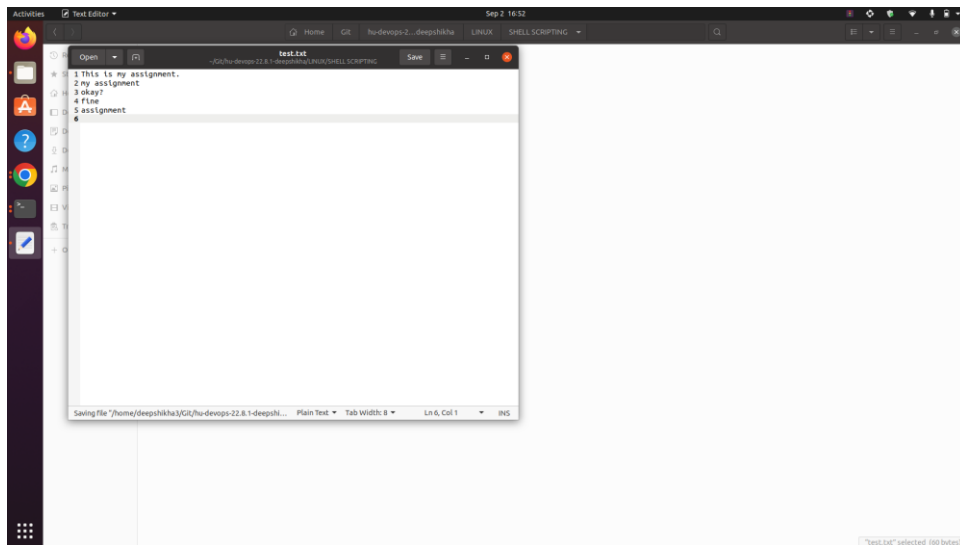 Activities
Text Editor
Sep 2 16:52
Home Git hu-devops-2...deepshikha LINUX SHELL SCRIPTING
Open
test.txt
~/Git/hu-devops-22.8.1-deepshikha/LINUX/SHELL SCRIPTING
Save
1 This is my assignment.
2 my assignment
3 okay?
4 fine
5 assignment
6
Saving file "/home/deepshikha3/Git/hu-devops-22.8.1-deepshi... Plain Text Tab Width: 8 Ln 6, Col 1 INS
"test.txt" selected (60 bytes)